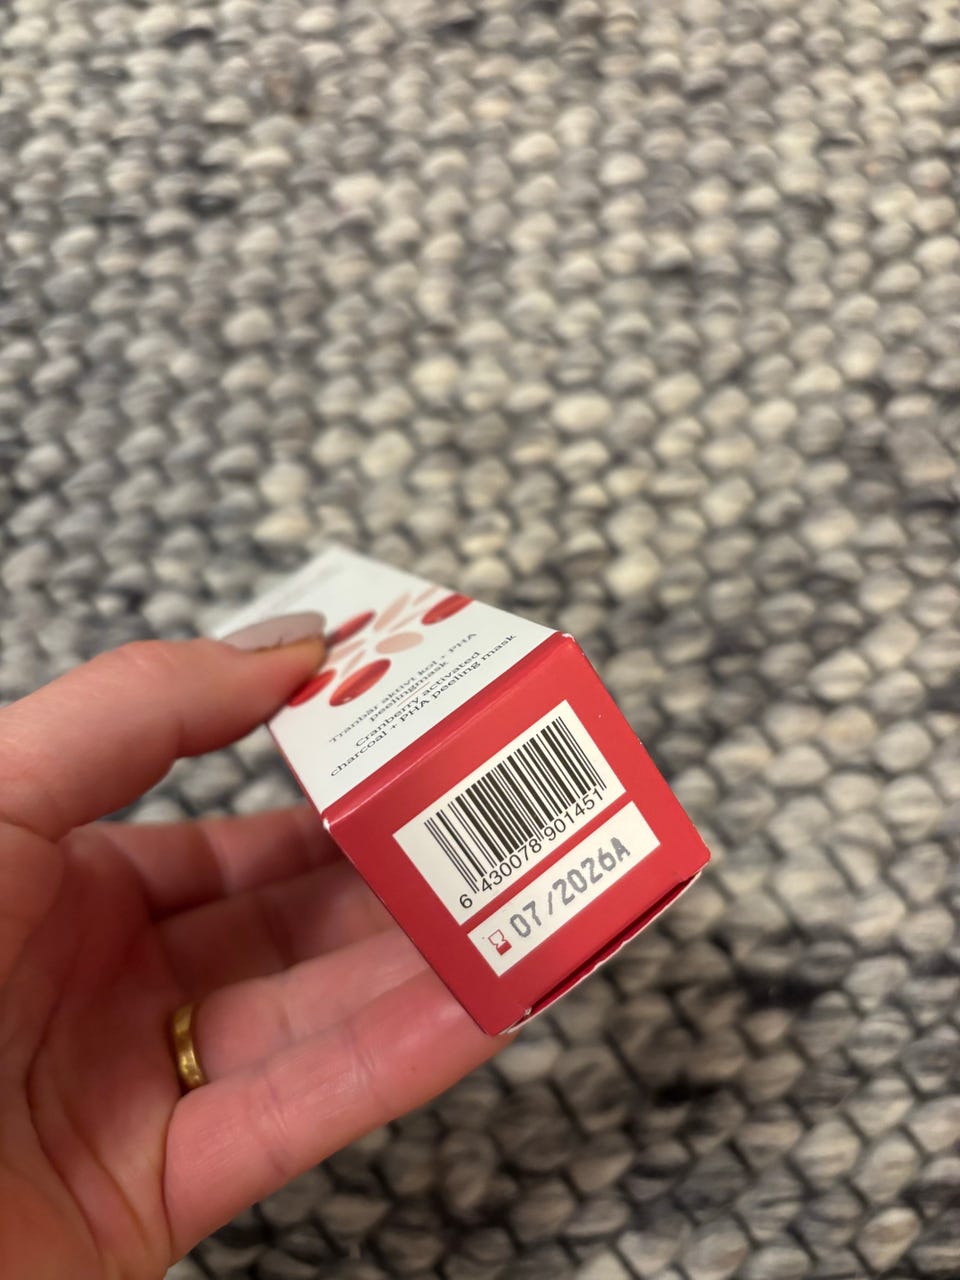 Tranbär aktivt kol + PHA
peelingmask
Cranberry activated
charcoal + PHA peeling mask
6 430078 901451
07/2026A